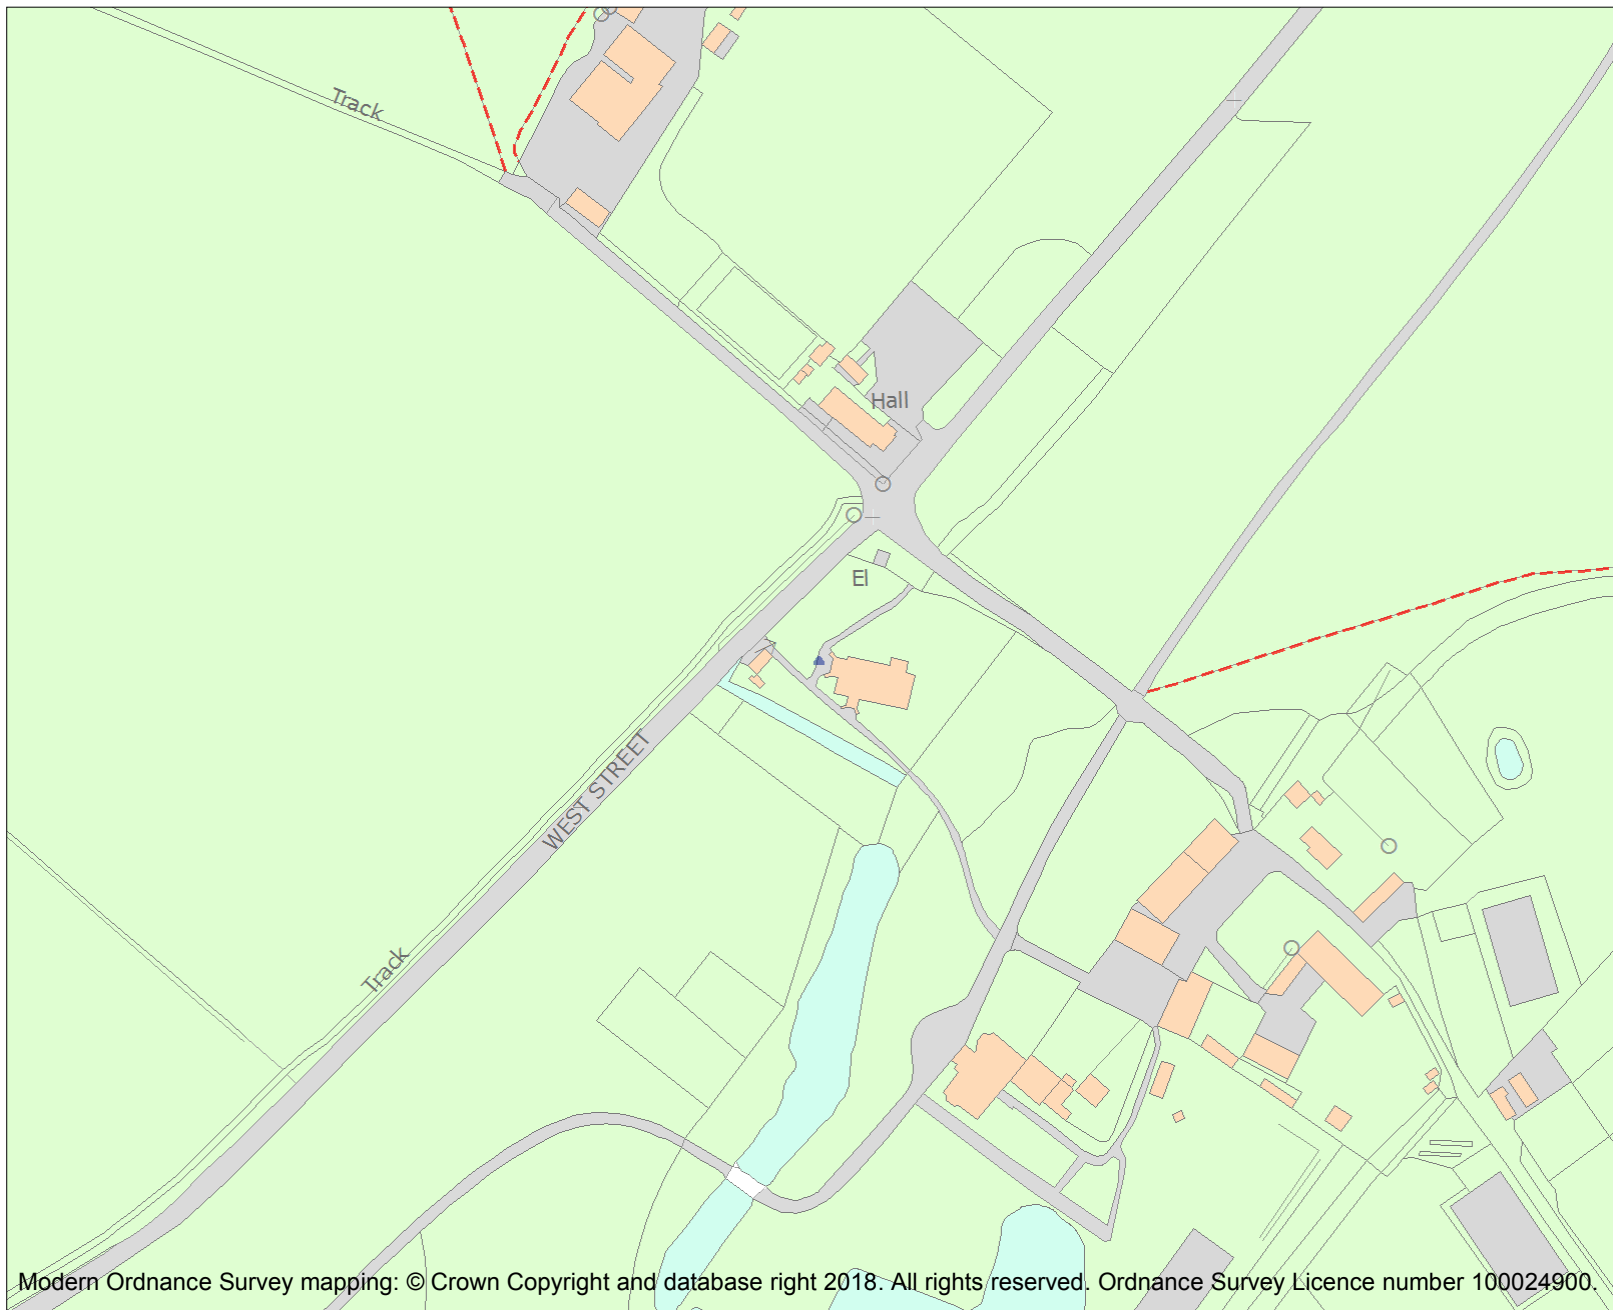 Track
Hall
El
WEST STREET
Track
Modern Ordnance Survey mapping: © Crown Copyright and database right 2018. All rights reserved. Ordnance Survey Licence number 100024900.